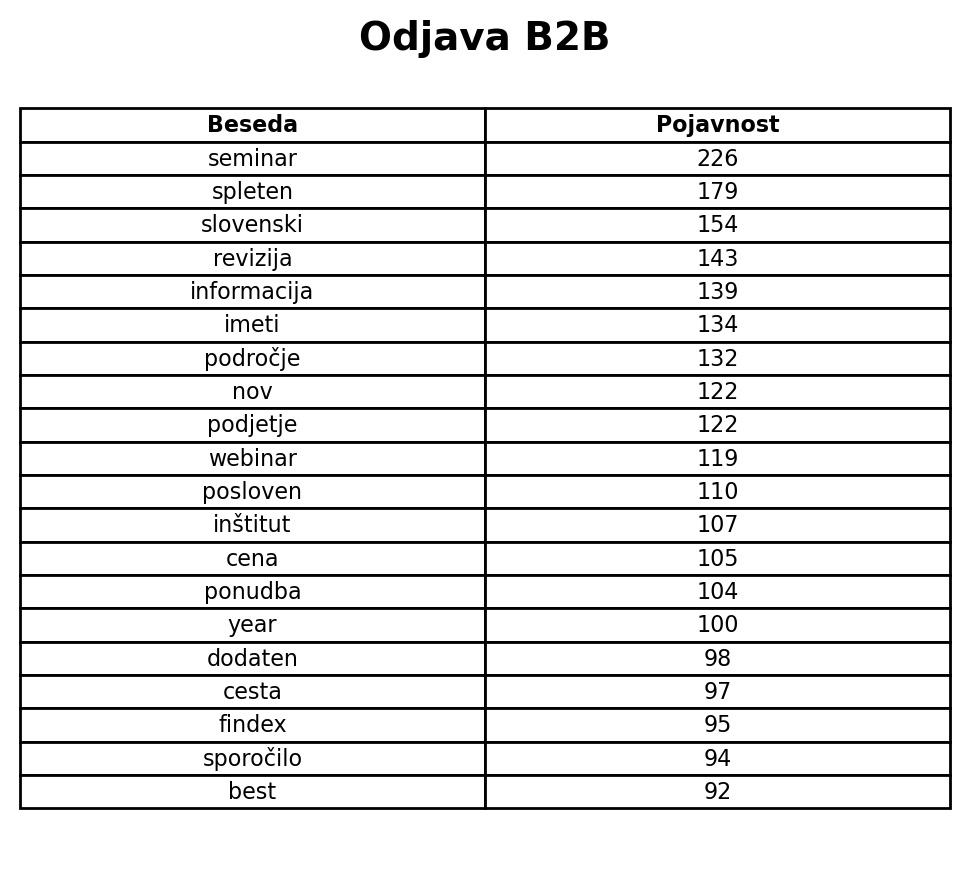 Odjava B2B
Beseda Pojavnost
seminar 226
spleten 179
slovenski 154
revizija 143
informacija 139
imeti 134
področje 132
nov 122
podjetje 122
webinar 119
posloven 110
inštitut 107
cena 105
ponudba 104
year 100
dodaten 98
cesta 97
findex 95
sporočilo 94
best 92